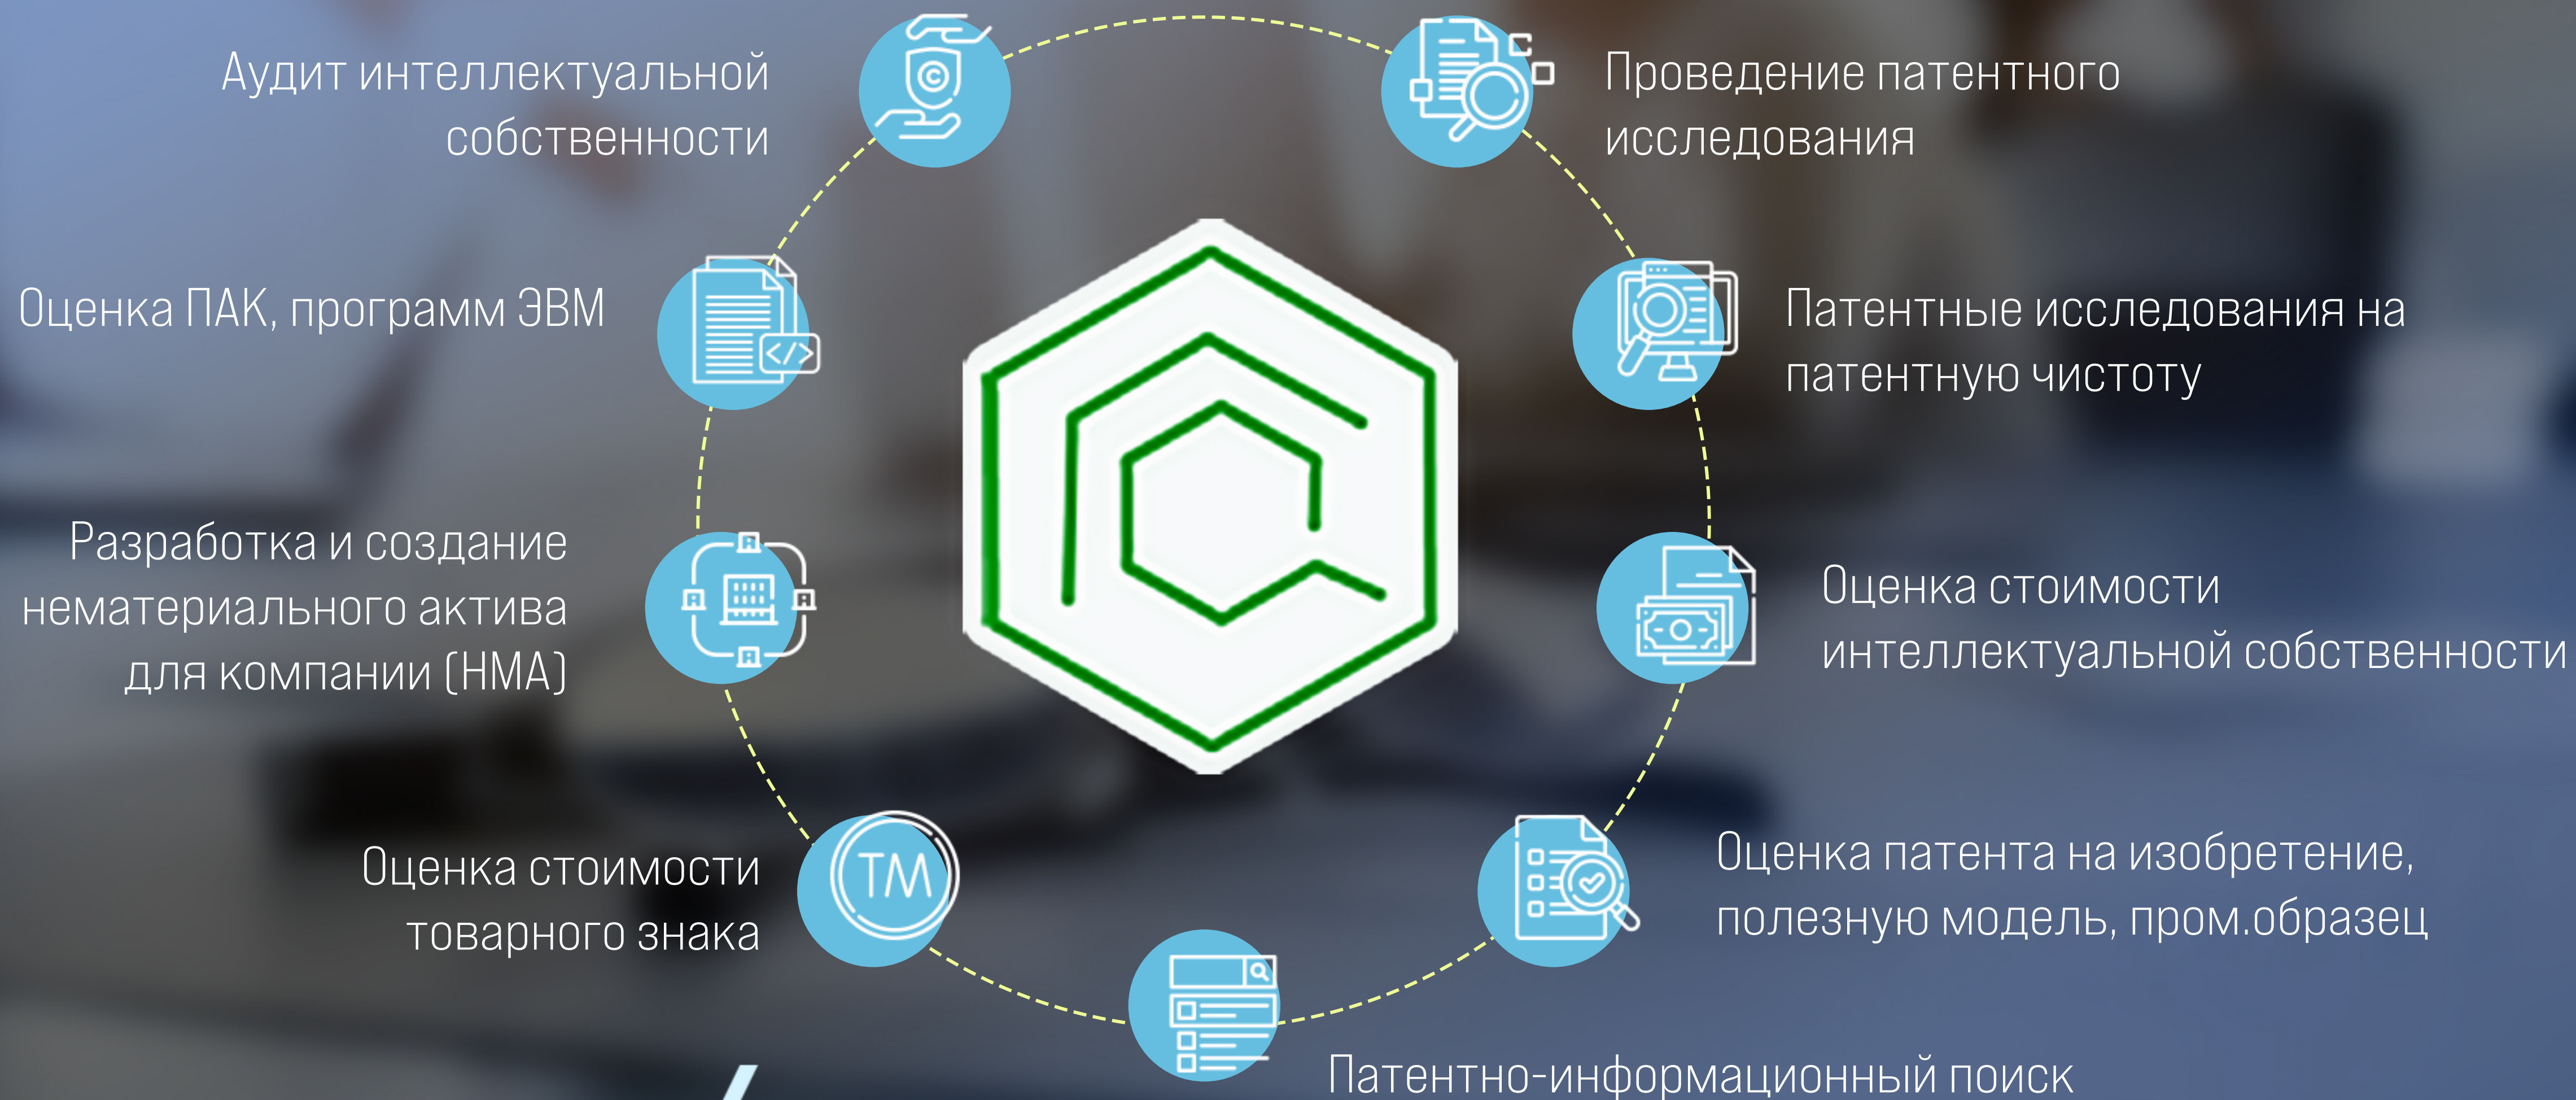 Аудит интеллектуальной
собственности
Проведение патентного
исследования
Оценка ПАК, программ ЭВМ
Патентные исследования на
патентную чистоту
Разработка и создание
нематериального актива
для компании (НМА)
Оценка стоимости
интеллектуальной собственности
Оценка стоимости
товарного знака
TM
Оценка патента на изобретение,
полезную модель, пром.образец
Патентно-информационный поиск